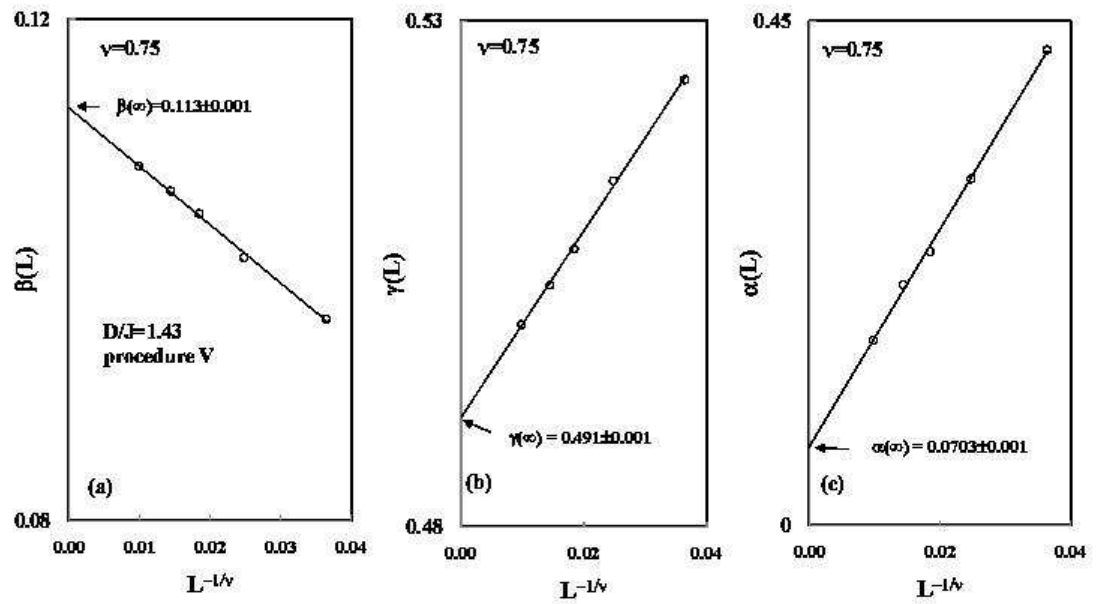 0.12
ν=0.75
β(∞)=0.113±0.001
β(L)
D/J=1.43
procedure V
(a)
0.08
0.00 0.01 0.02 0.03 0.04
L⁻¹/ᵛ
0.53
ν=0.75
γ(L)
γ(∞) = 0.491±0.001
(b)
0.48
0.00 0.02 0.04
L⁻¹/ᵛ
0.45
ν=0.75
α(L)
α(∞) = 0.0703±0.001
(c)
0
0.00 0.02 0.04
L⁻¹/ᵛ